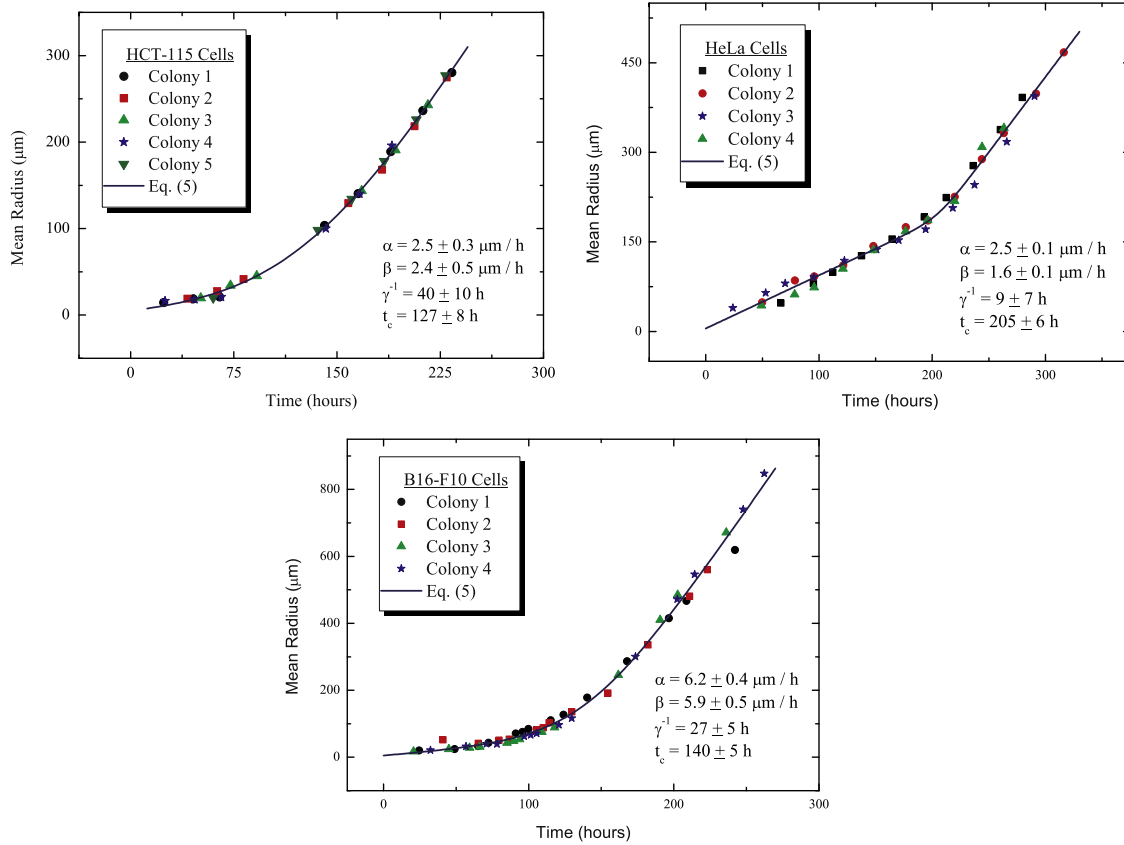 HCT-115 Cells
Colony 1
Colony 2
Colony 3
Colony 4
Colony 5
Eq. (5)
α = 2.5 ± 0.3 μm / h
β = 2.4 ± 0.5 μm / h
γ⁻¹ = 40 ± 10 h
t_c = 127 ± 8 h
Mean Radius (μm)
300
200
100
0
0
75
150
225
300
Time (hours)
HeLa Cells
Colony 1
Colony 2
Colony 3
Colony 4
Eq. (5)
α = 2.5 ± 0.1 μm / h
β = 1.6 ± 0.1 μm / h
γ⁻¹ = 9 ± 7 h
t_c = 205 ± 6 h
Mean Radius (μm)
450
300
150
0
0
100
200
300
Time (hours)
B16-F10 Cells
Colony 1
Colony 2
Colony 3
Colony 4
Eq. (5)
α = 6.2 ± 0.4 μm / h
β = 5.9 ± 0.5 μm / h
γ⁻¹ = 27 ± 5 h
t_c = 140 ± 5 h
Mean Radius (μm)
800
600
400
200
0
0
50
100
150
200
250
300
Time (hours)